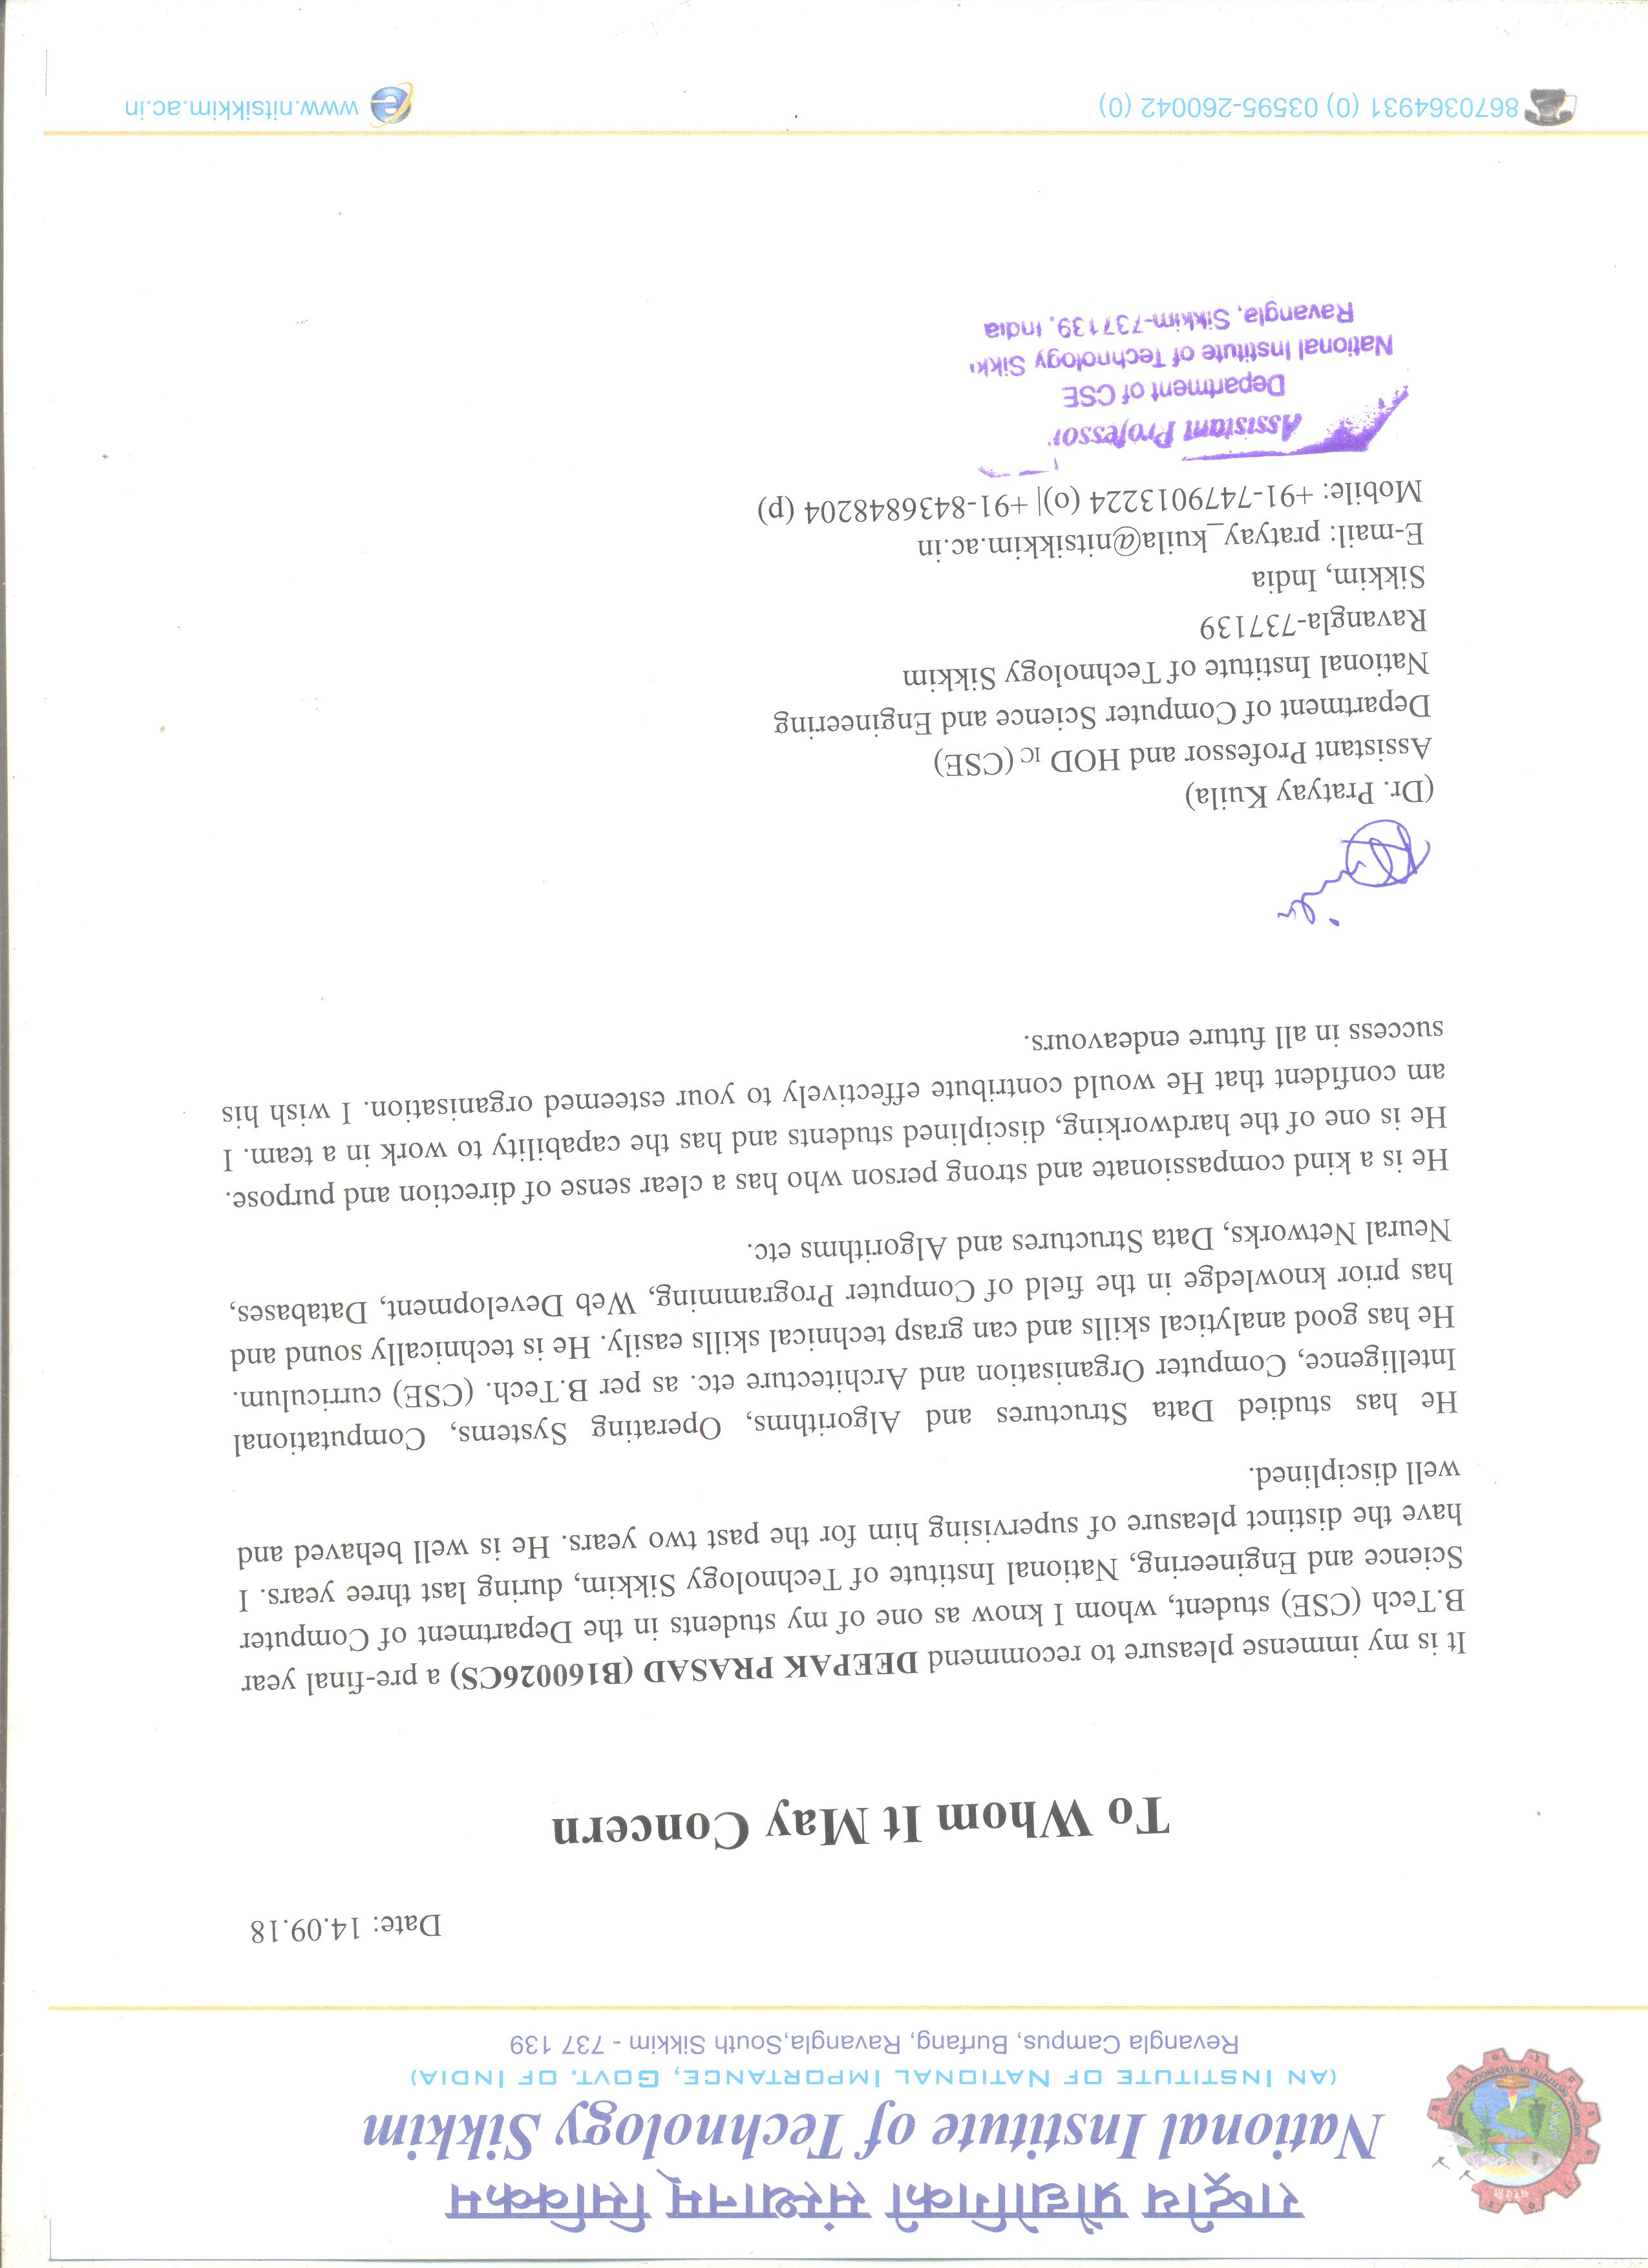 राष्ट्रीय प्रौद्योगिकी संस्थानम् सिक्किम
National Institute of Technology Sikkim
(AN INSTITUTE OF NATIONAL IMPORTANCE, GOVT. OF INDIA)
Revangla Campus, Burfang, Ravangla,South Sikkim - 737 139
Date: 14.09.18
To Whom It May Concern
It is my immense pleasure to recommend DEEPAK PRASAD (B160026CS) a pre-final year
B.Tech (CSE) student, whom I know as one of my students in the Department of Computer
Science and Engineering, National Institute of Technology Sikkim, during last three years. I
have the distinct pleasure of supervising him for the past two years. He is well behaved and
well disciplined.
He has studied Data Structures and Algorithms, Operating Systems, Computational
Intelligence, Computer Organisation and Architecture etc. as per B.Tech. (CSE) curriculum.
He has good analytical skills and can grasp technical skills easily. He is technically sound and
has prior knowledge in the field of Computer Programming, Web Development, Databases,
Neural Networks, Data Structures and Algorithms etc.
He is a kind compassionate and strong person who has a clear sense of direction and purpose.
He is one of the hardworking, disciplined students and has the capability to work in a team. I
am confident that He would contribute effectively to your esteemed organisation. I wish his
success in all future endeavours.
(Dr. Pratyay Kuila)
Assistant Professor and HOD IC (CSE)
Department of Computer Science and Engineering
National Institute of Technology Sikkim
Ravangla-737139
Sikkim, India
E-mail: pratyay_kuila@nitsikkim.ac.in
Mobile: +91-7479013224 (o)| +91-8436848204 (p)
Assistant Professor
Department of CSE
National Institute of Technology Sikki
Ravangla, Sikkim-737139, India
8670364931 (0) 03595-260042 (0)
www.nitsikkim.ac.in